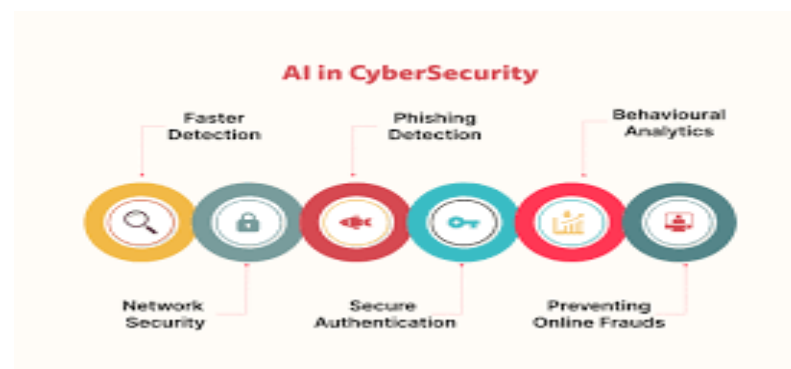 AI in CyberSecurity
Faster
Detection
Phishing
Detection
Behavioural
Analytics
Network
Security
Secure
Authentication
Preventing
Online Frauds